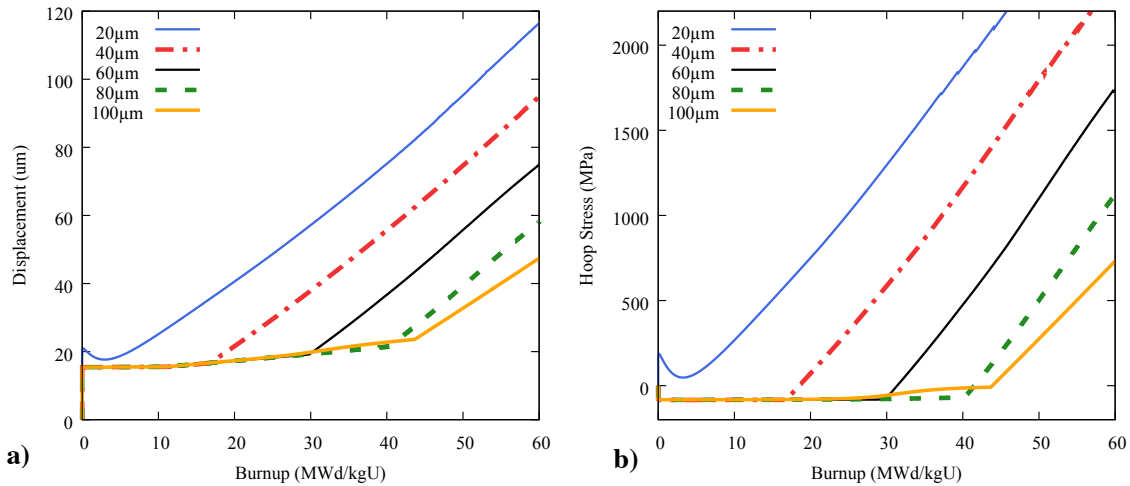 120
100
80
60
40
20
0
Displacement (um)
20µm
40µm
60µm
80µm
100µm
0 10 20 30 40 50 60
Burnup (MWd/kgU)
a)
2000
1500
1000
500
0
Hoop Stress (MPa)
20µm
40µm
60µm
80µm
100µm
0 10 20 30 40 50 60
Burnup (MWd/kgU)
b)